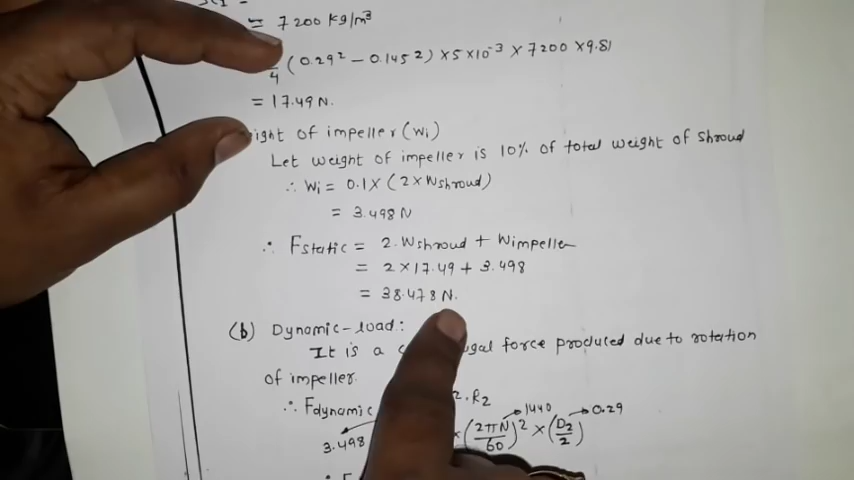 = 7200 kg/m³
4 (0.29² - 0.145²) × 5×10⁻³ × 7200 × 9.81
= 17.49 N.
ight of impeller (Wi)
Let weight of impeller is 10% of total weight of shroud
∴ Wi = 0.1 × (2 × Wshroud)
= 3.498 N
∴ Fstatic = 2.Wshroud + Wimpeller
= 2 × 17.49 + 3.498
= 38.478 N.
(b) Dynamic-load:
It is a c ugal force produced due to rotation
of impeller.
∴ Fdynamic ². R₂
3.498 × (2πN/60)² × (D₂/2) → 1440 → 0.29